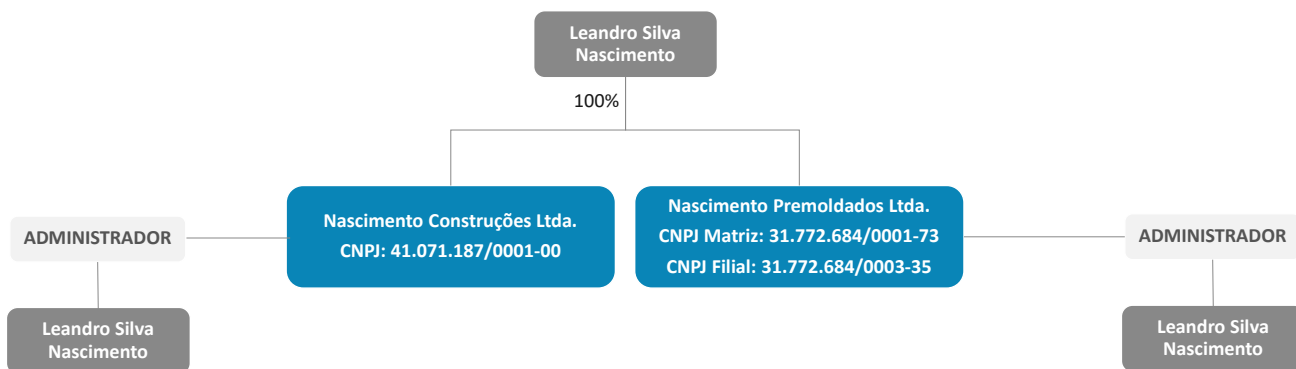 Leandro Silva
Nascimento
100%
Nascimento Construções Ltda.
CNPJ: 41.071.187/0001-00
Nascimento Premoldados Ltda.
CNPJ Matriz: 31.772.684/0001-73
CNPJ Filial: 31.772.684/0003-35
ADMINISTRADOR
ADMINISTRADOR
Leandro Silva
Nascimento
Leandro Silva
Nascimento